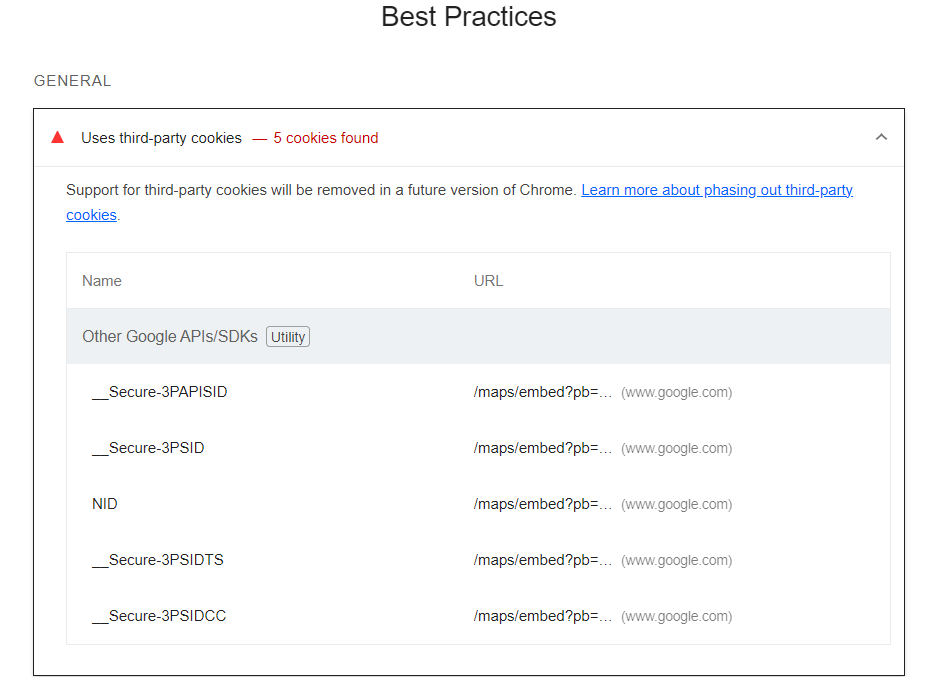 Best Practices
GENERAL
Uses third-party cookies — 5 cookies found
Support for third-party cookies will be removed in a future version of Chrome. Learn more about phasing out third-party
cookies.
Name URL
Other Google APIs/SDKs Utility
__Secure-3PAPISID /maps/embed?pb=… (www.google.com)
__Secure-3PSID /maps/embed?pb=… (www.google.com)
NID /maps/embed?pb=… (www.google.com)
__Secure-3PSIDTS /maps/embed?pb=… (www.google.com)
__Secure-3PSIDCC /maps/embed?pb=… (www.google.com)